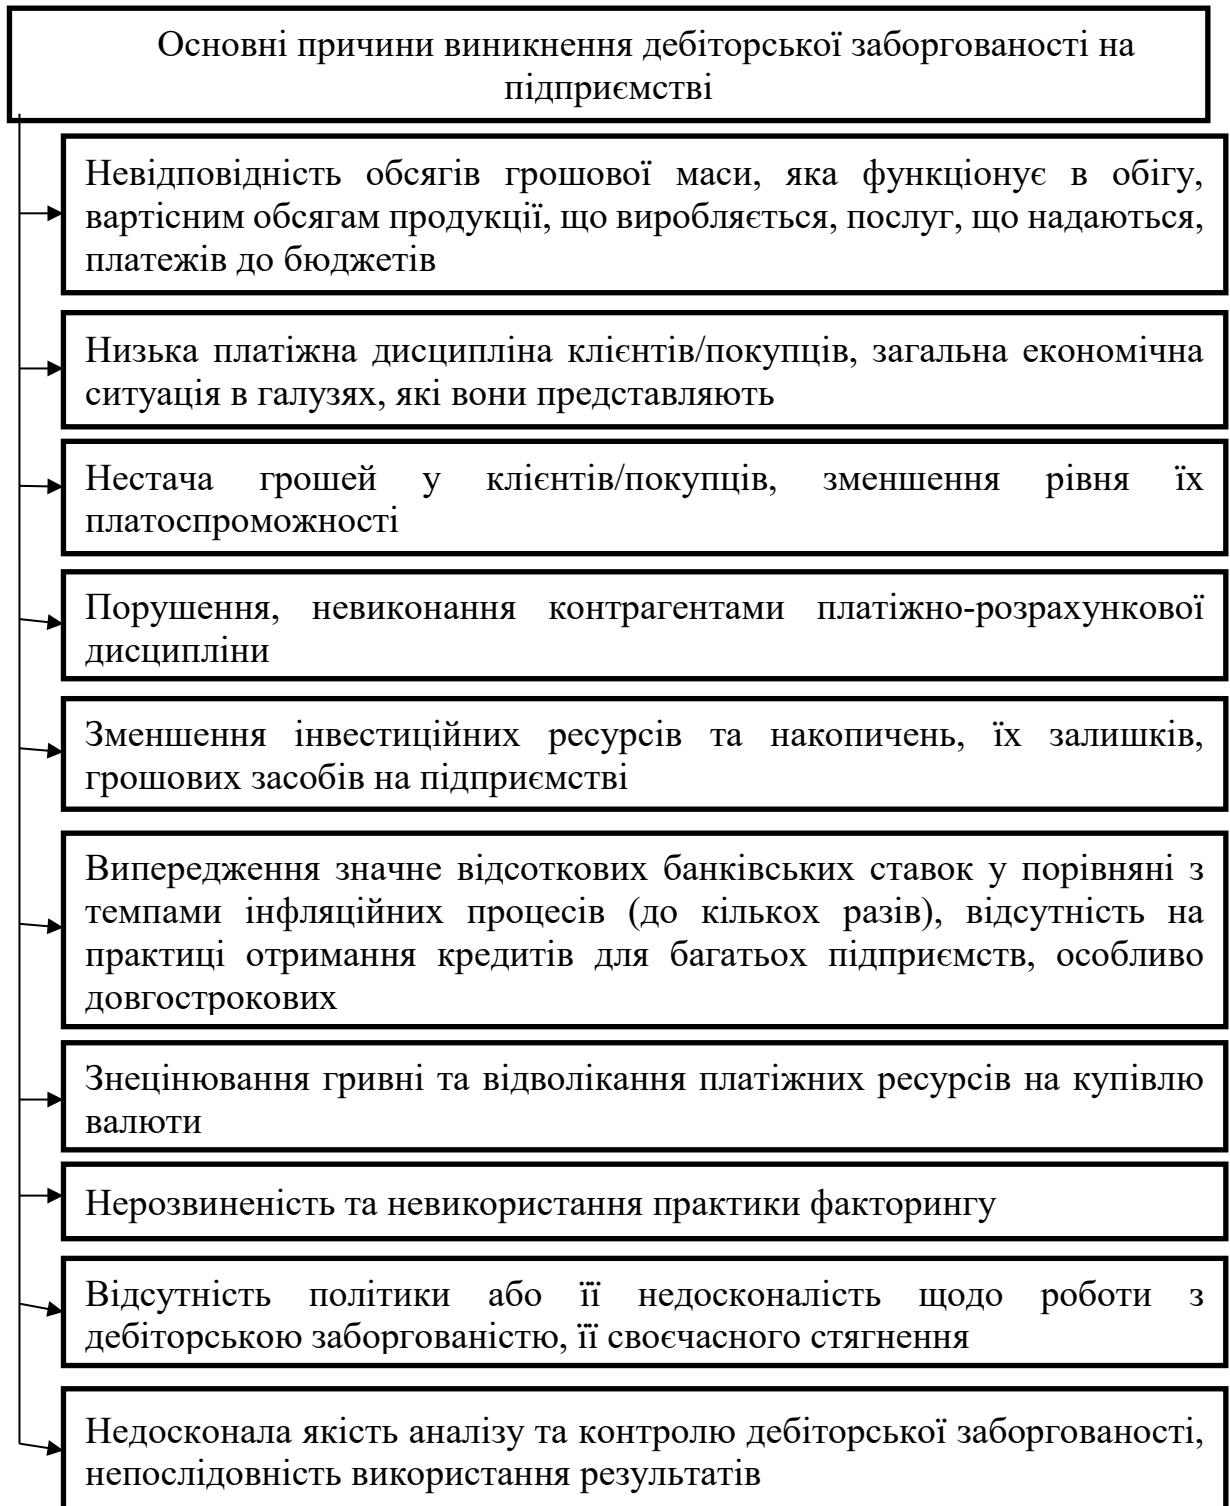 Основні причини виникнення дебіторської заборгованості на
підприємстві
Невідповідність обсягів грошової маси, яка функціонує в обігу,
вартісним обсягам продукції, що виробляється, послуг, що надаються,
платежів до бюджетів
Низька платіжна дисципліна клієнтів/покупців, загальна економічна
ситуація в галузях, які вони представляють
Нестача грошей у клієнтів/покупців, зменшення рівня їх
платоспроможності
Порушення, невиконання контрагентами платіжно-розрахункової
дисципліни
Зменшення інвестиційних ресурсів та накопичень, їх залишків,
грошових засобів на підприємстві
Випередження значне відсоткових банківських ставок у порівняні з
темпами інфляційних процесів (до кількох разів), відсутність на
практиці отримання кредитів для багатьох підприємств, особливо
довгострокових
Знецінювання гривні та відволікання платіжних ресурсів на купівлю
валюти
Нерозвиненість та невикористання практики факторингу
Відсутність політики або її недосконалість щодо роботи з
дебіторською заборгованістю, її своєчасного стягнення
Недосконала якість аналізу та контролю дебіторської заборгованості,
непослідовність використання результатів